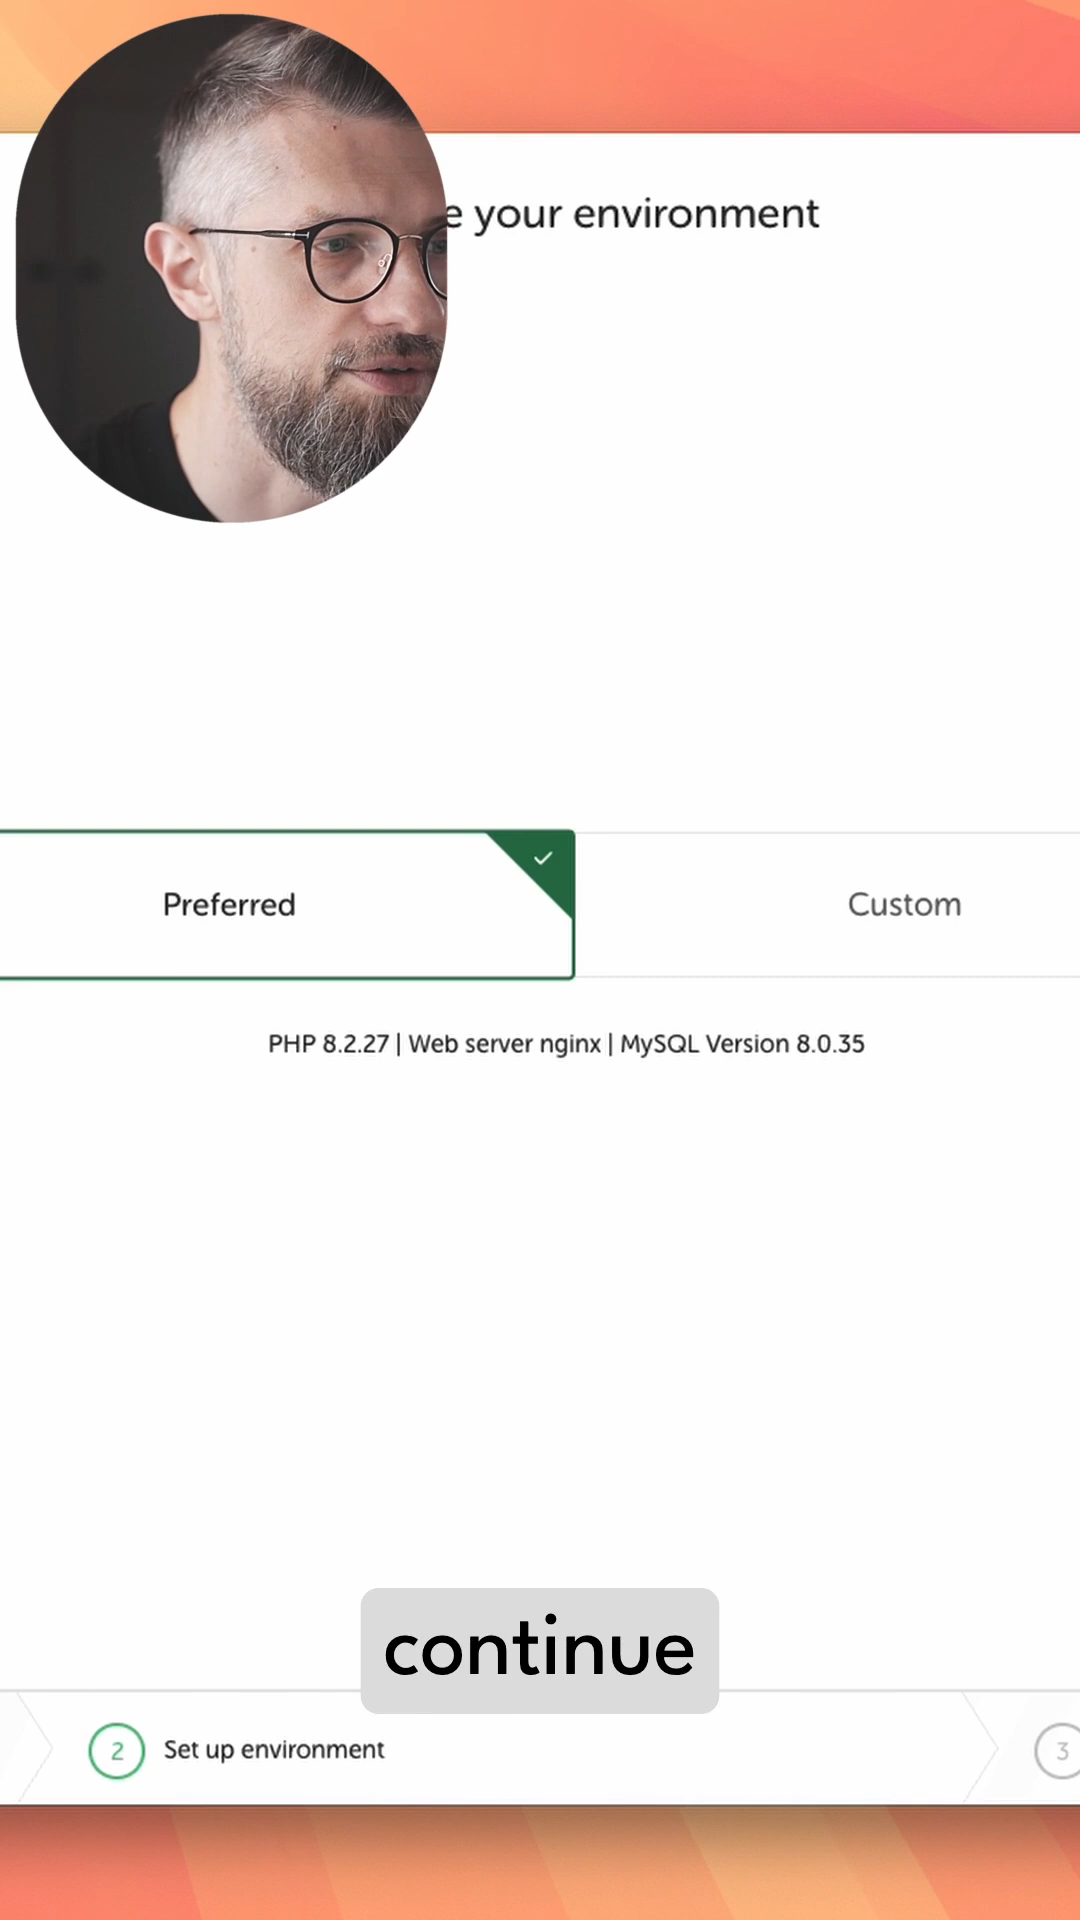 e your environment
Preferred
Custom
PHP 8.2.27 | Web server nginx | MySQL Version 8.0.35
continue
2 Set up environment
3